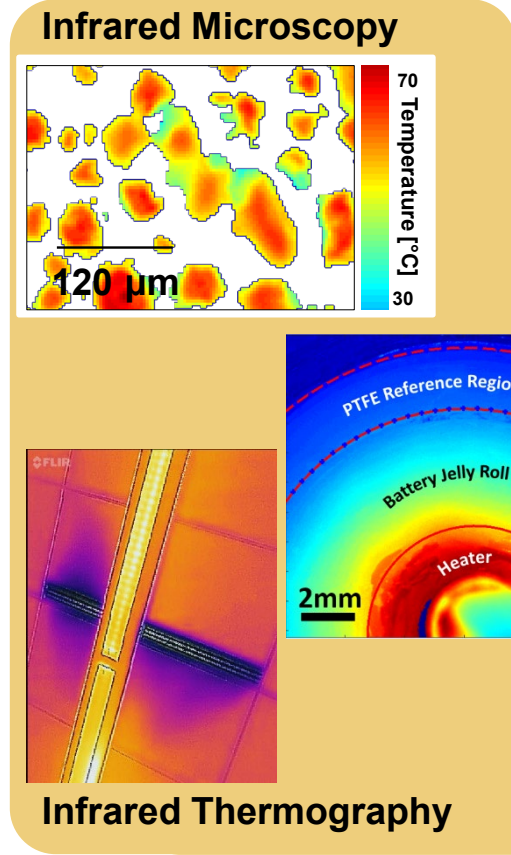 Infrared Microscopy
70
Temperature [°C]
30
120 µm
PTFE Reference Regio
Battery Jelly Roll
Heater
2mm
FLIR
Infrared Thermography